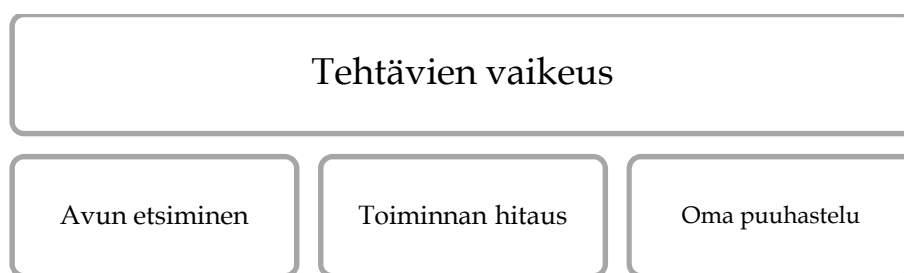 Tehtävien vaikeus
Avun etsiminen
Toiminnan hitaus
Oma puuhastelu